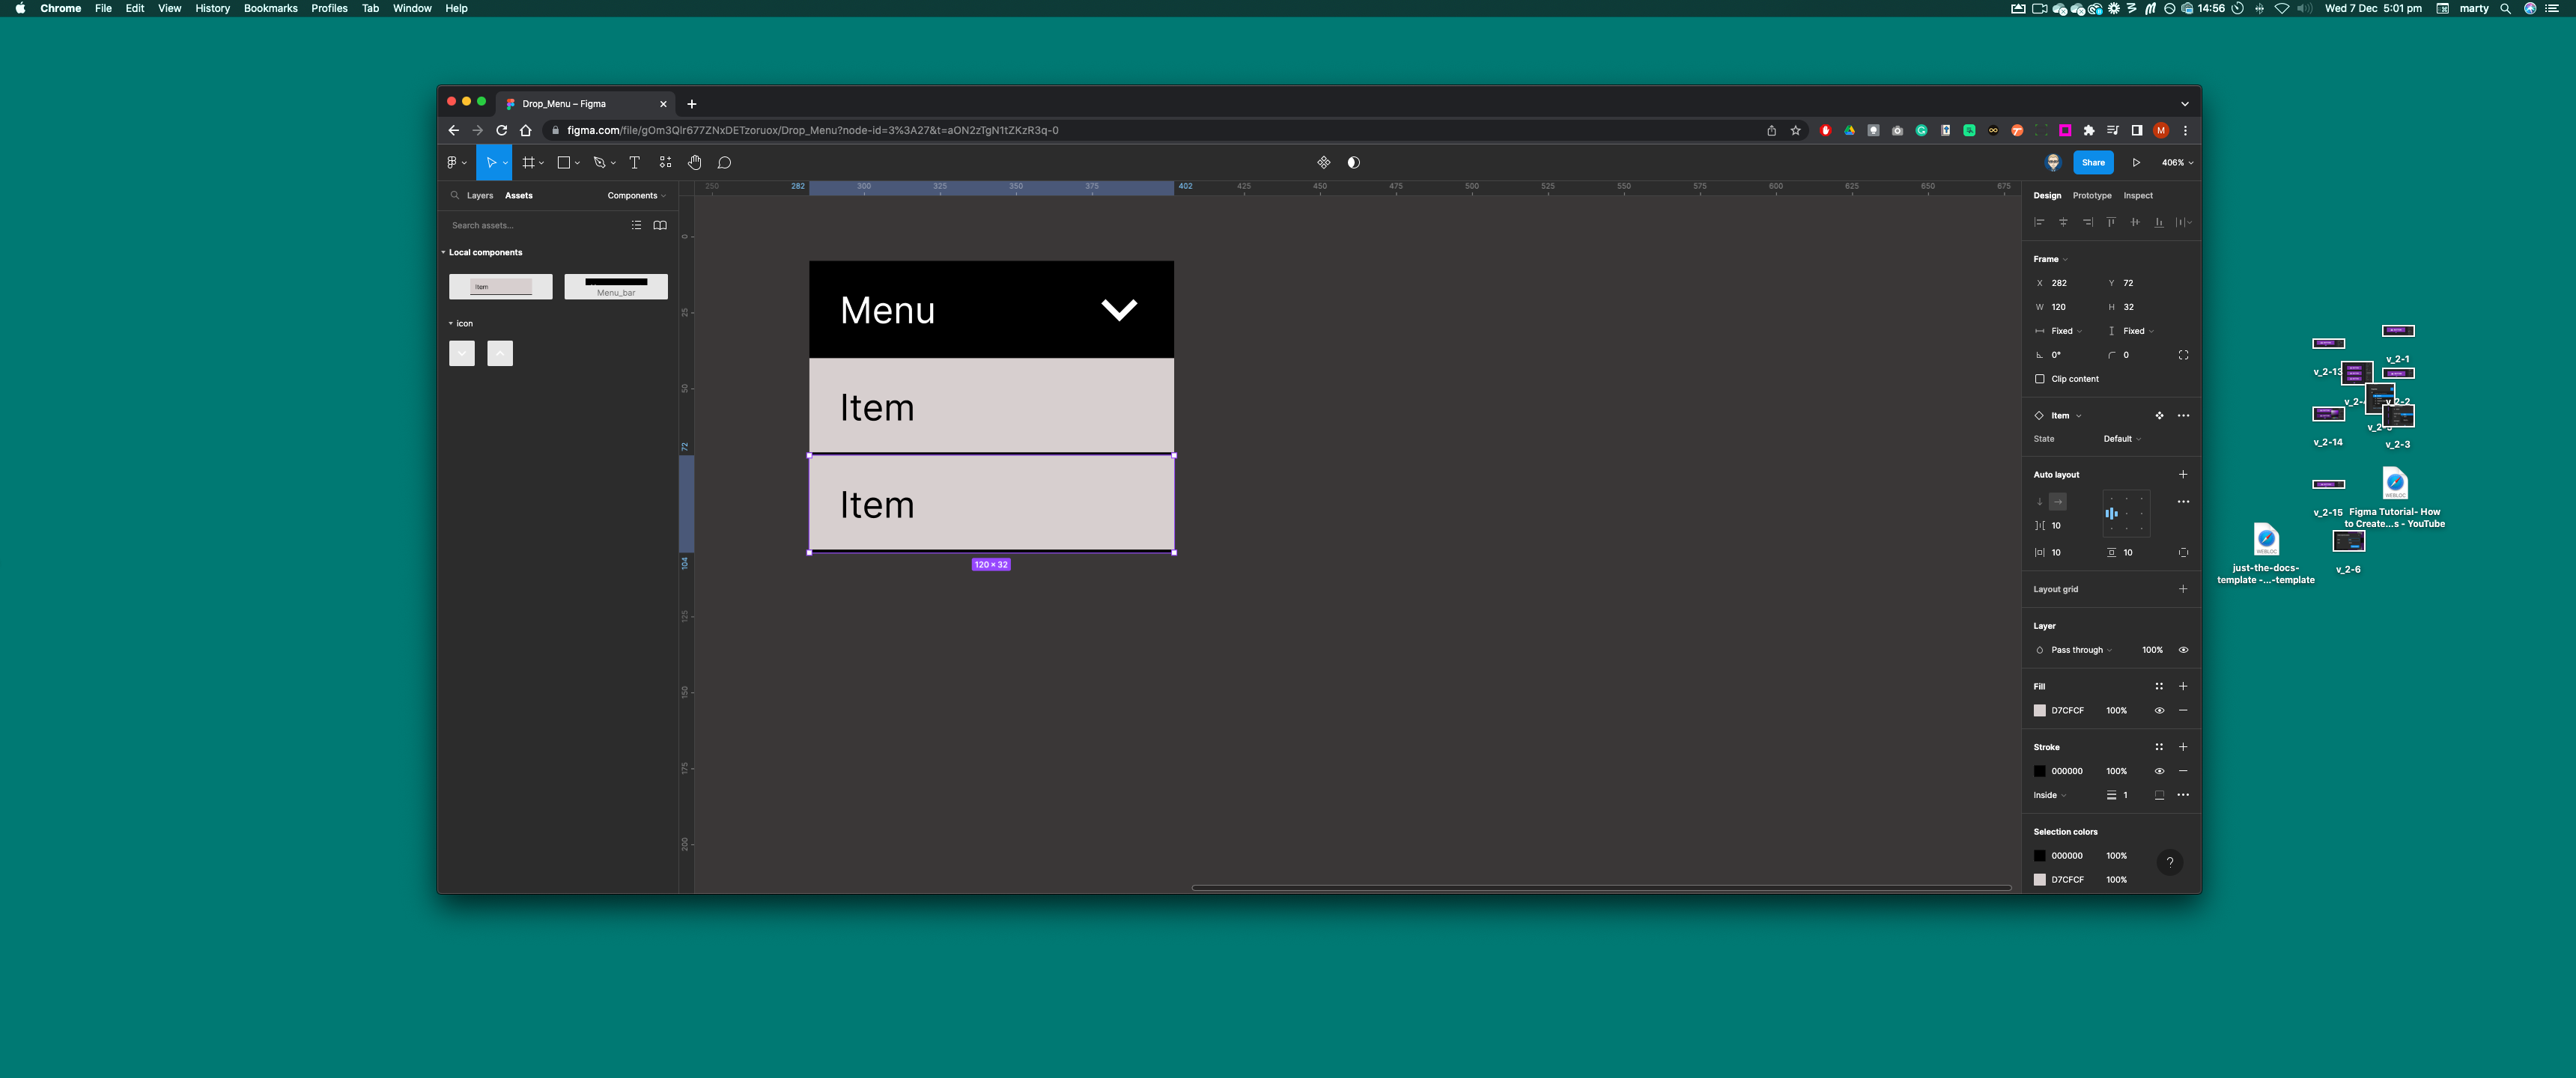 Chrome File Edit View History Bookmarks Profiles Tab Window Help
14:56 Wed 7 Dec 5:01 pm marty
Drop_Menu – Figma
figma.com/file/gOm3Qlr677ZNxDETzoruox/Drop_Menu?node-id=3%3A27&t=aON2zTgN1tZKzR3q-0
M
Share 406%
Layers Assets Components
Search assets...
Local components
Item
Menu_bar
icon
250 282 300 325 350 375 402 425 450 475 500 525 550 575 600 625 650 675
0
25
50
72
104
125
150
175
200
Menu
Item
Item
120 × 32
Design Prototype Inspect
Frame
X 282 Y 72
W 120 H 32
Fixed Fixed
0° 0
Clip content
Item
State Default
Auto layout
10
10 10
Layout grid
Layer
Pass through 100%
Fill
D7CFCF 100%
Stroke
000000 100%
Inside 1
Selection colors
000000 100%
?
D7CFCF 100%
v_2-1
v_2-13
v_2-2
v_2-14
v_2-3
WEBLOC
v_2-15
Figma Tutorial- How
to Create...s - YouTube
WEBLOC
just-the-docs-
template -...-template
v_2-6